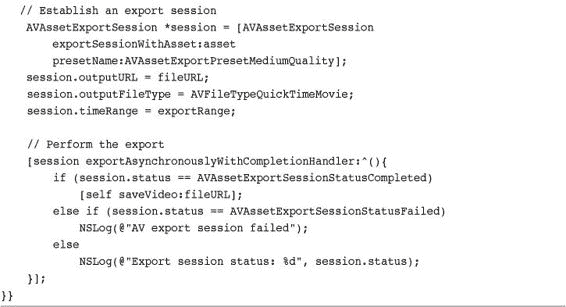 // Establish an export session
AVAssetExportSession *session = [AVAssetExportSession
exportSessionWithAsset:asset
presetName:AVAssetExportPresetMediumQuality];
session.outputURL = fileURL;
session.outputFileType = AVFileTypeQuickTimeMovie;
session.timeRange = exportRange;
// Perform the export
[session exportAsynchronouslyWithCompletionHandler:^(){
if (session.status == AVAssetExportSessionStatusCompleted)
[self saveVideo:fileURL];
else if (session.status == AVAssetExportSessionStatusFailed)
NSLog(@"AV export session failed");
else
NSLog(@"Export session status: %d", session.status);
}];
}}